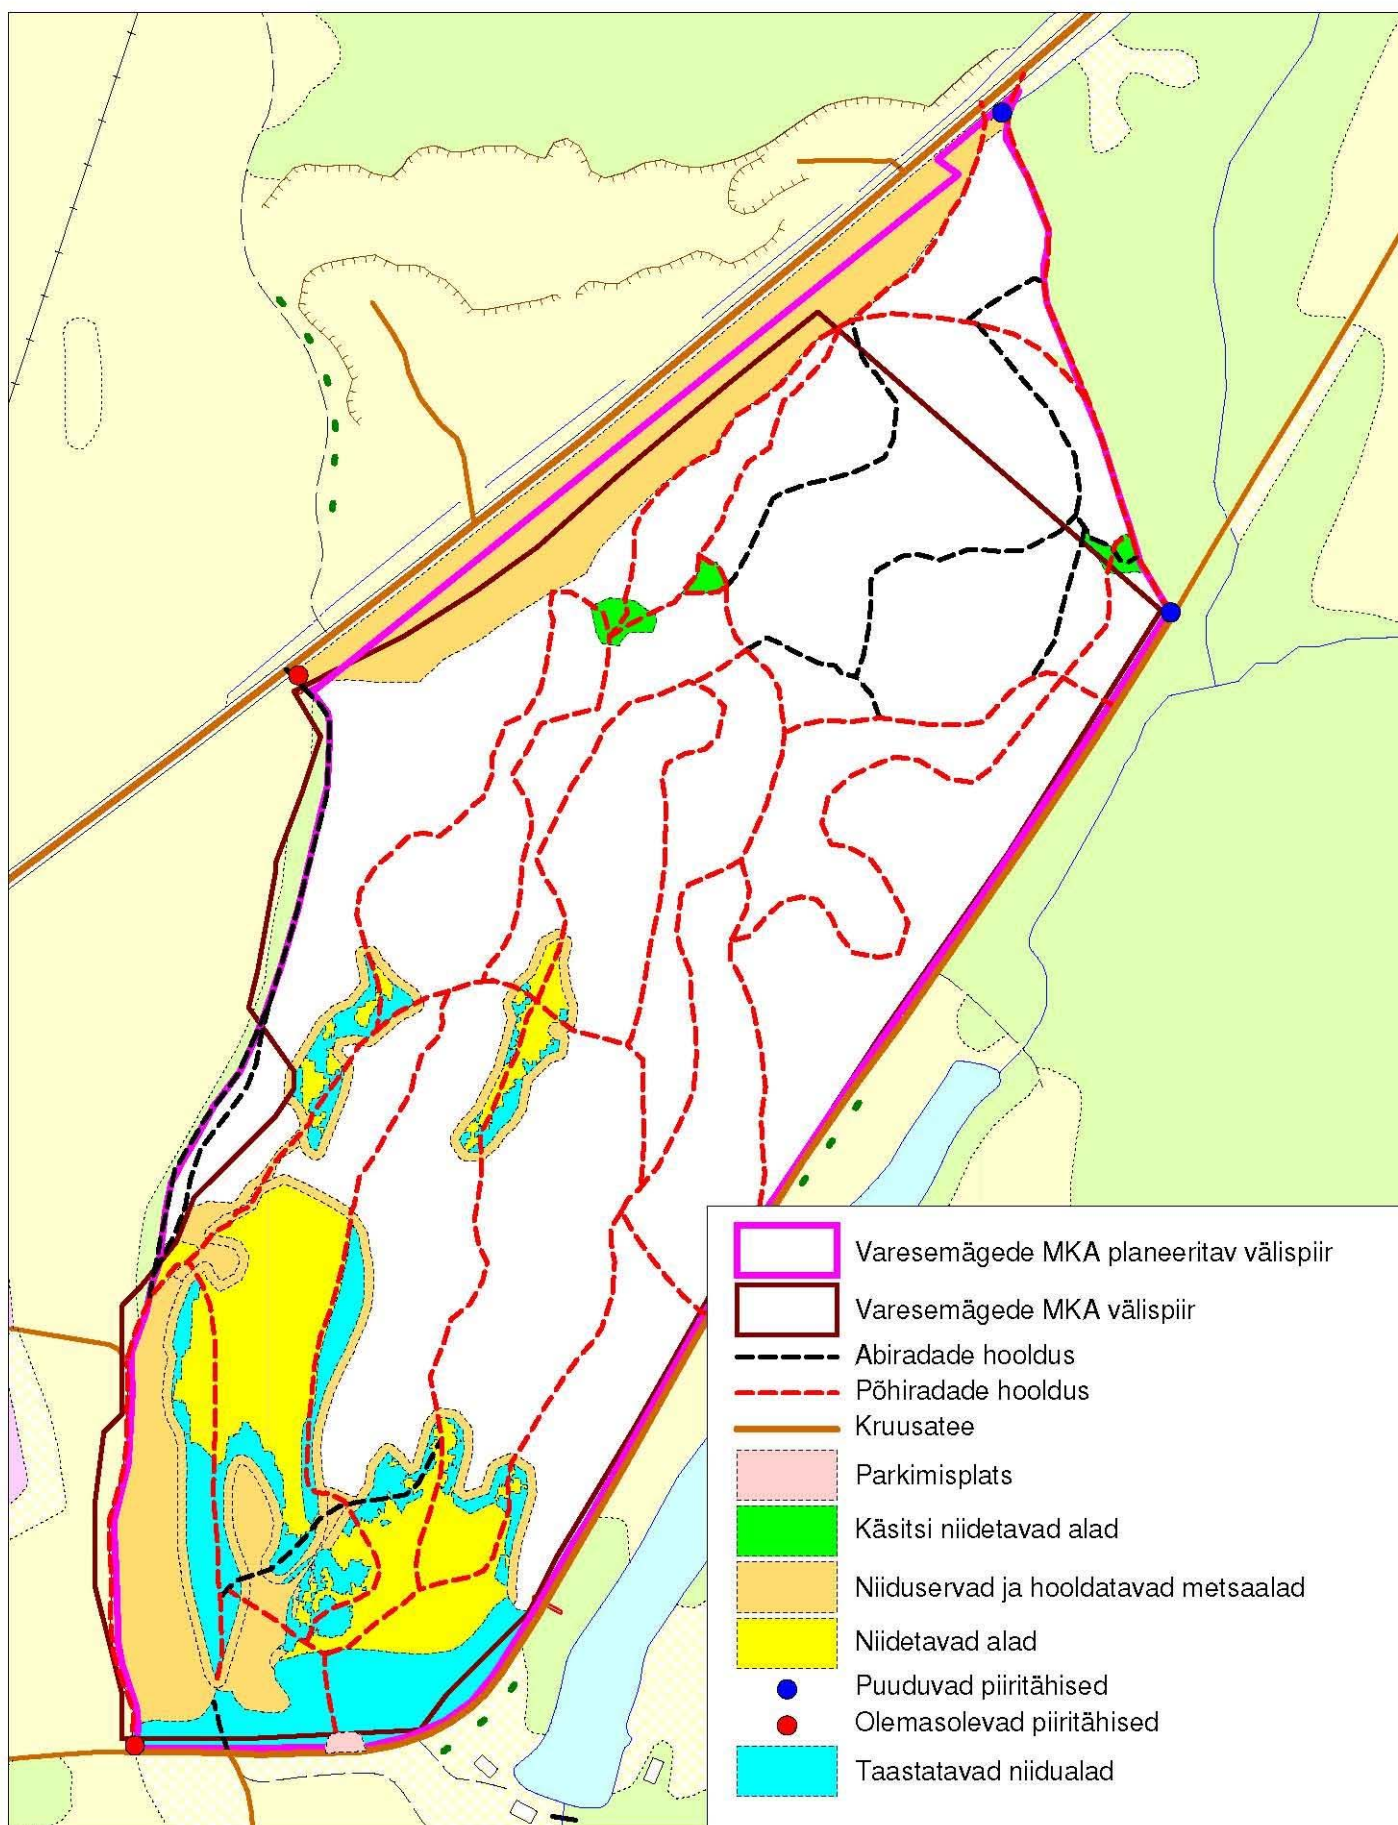 Varesemägede MKA planeeritav välispiir
Varesemägede MKA välispiir
Abiradade hooldus
Põhiradade hooldus
Kruusatee
Parkimisplats
Käsitsi niidetavad alad
Niiduservad ja hooldatavad metsaalad
Niidetavad alad
Puuduvad piiritähised
Olemasolevad piiritähised
Taastatavad niidualad